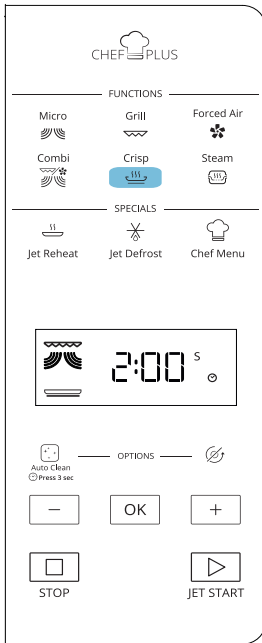 CHEF PLUS
FUNCTIONS
Micro Grill Forced Air
Combi Crisp Steam
SPECIALS
Jet Reheat Jet Defrost Chef Menu
2:00 S
Auto Clean
Press 3 sec
OPTIONS
− OK +
STOP JET START